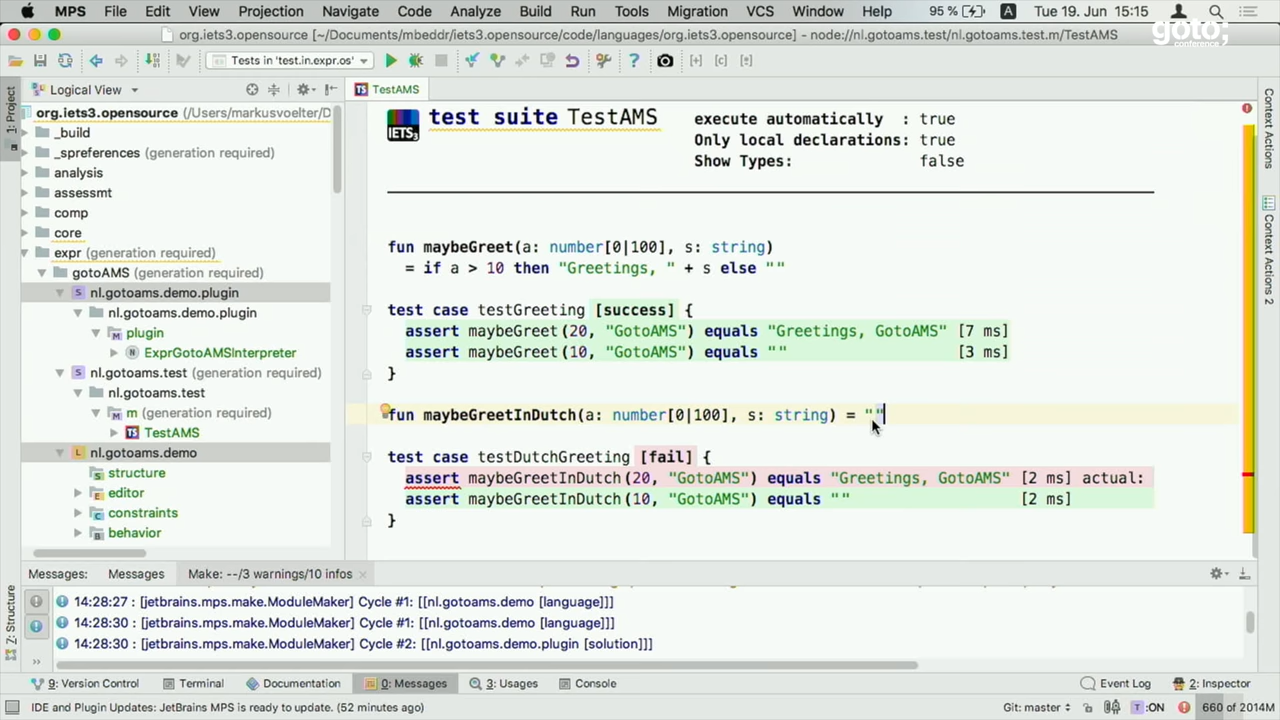 MPS File Edit View Projection Navigate Code Analyze Build Run Tools Migration VCS Window Help 95 % A Tue 19. Jun 15:15
org.iets3.opensource [~/Documents/mbeddr/iets3.opensource/code/languages/org.iets3.opensource] - node://nl.gotoams.test/nl.gotoams.test.m/TestAMS
goto;
conference
Tests in 'test.in.expr.os'
1: Project
Logical View
TS TestAMS
org.iets3.opensource (/Users/markusvoelter/D
_build
_spreferences (generation required)
analysis
assessmt
comp
core
expr (generation required)
gotoAMS (generation required)
S nl.gotoams.demo.plugin
nl.gotoams.demo.plugin
plugin
N ExprGotoAMSInterpreter
S nl.gotoams.test (generation required)
nl.gotoams.test
m (generation required)
TS TestAMS
L nl.gotoams.demo
structure
editor
constraints
behavior
IETS3
test suite TestAMS
execute automatically : true
Only local declarations: true
Show Types: false
fun maybeGreet(a: number[0|100], s: string)
= if a > 10 then "Greetings, " + s else ""
test case testGreeting [success] {
assert maybeGreet(20, "GotoAMS") equals "Greetings, GotoAMS" [7 ms]
assert maybeGreet(10, "GotoAMS") equals "" [3 ms]
}
fun maybeGreetInDutch(a: number[0|100], s: string) = ""
test case testDutchGreeting [fail] {
assert maybeGreetInDutch(20, "GotoAMS") equals "Greetings, GotoAMS" [2 ms] actual:
assert maybeGreetInDutch(10, "GotoAMS") equals "" [2 ms]
}
Context Actions
Context Actions 2
Messages: Messages Make: --/3 warnings/10 infos
14:28:27 : [jetbrains.mps.make.ModuleMaker] Cycle #1: [[nl.gotoams.demo [language]]]
14:28:30 : [jetbrains.mps.make.ModuleMaker] Cycle #1: [[nl.gotoams.demo [language]]]
14:28:30 : [jetbrains.mps.make.ModuleMaker] Cycle #2: [[nl.gotoams.demo.plugin [solution]]]
Z: Structure
9: Version Control Terminal Documentation 0: Messages 3: Usages Console Event Log 2: Inspector
IDE and Plugin Updates: JetBrains MPS is ready to update. (52 minutes ago) Git: master T :ON 660 of 2014M